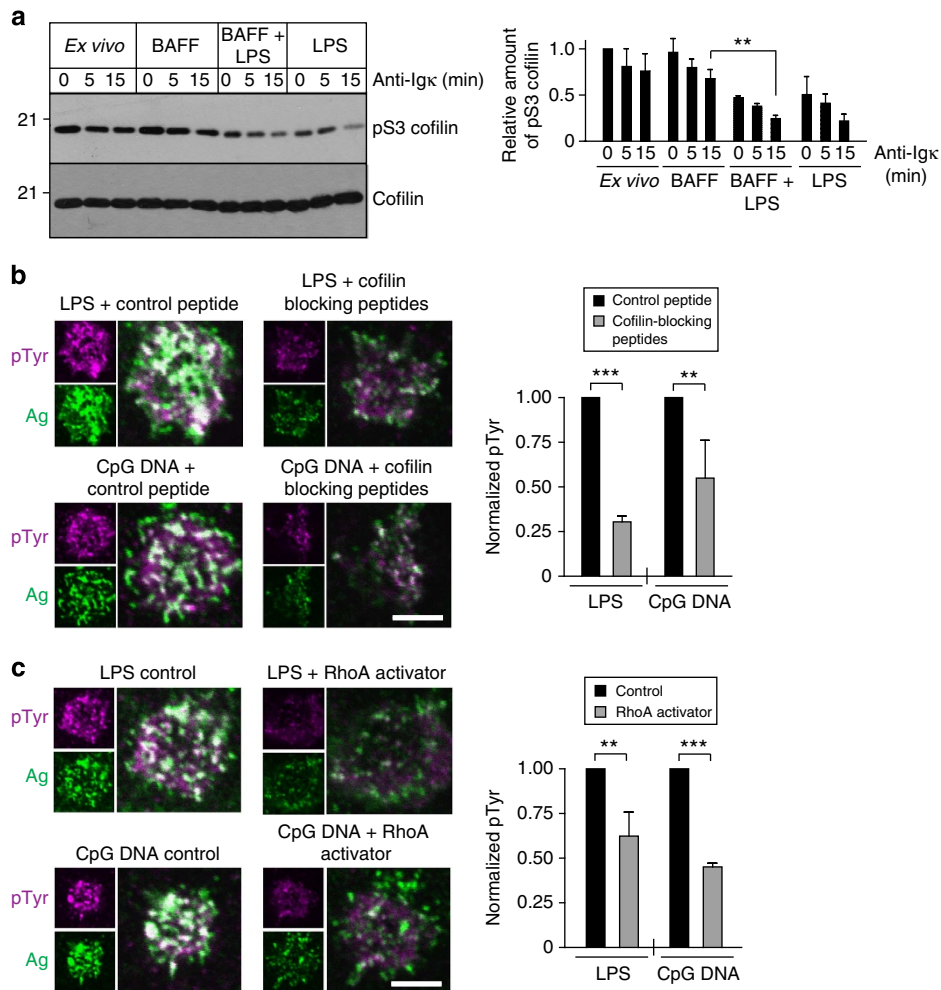 a
Ex vivo BAFF BAFF + LPS LPS
0 5 15 0 5 15 0 5 15 0 5 15 Anti-Igκ (min)
21 pS3 cofilin
21 Cofilin
Relative amount
of pS3 cofilin
1.0
0.5
0
**
0 5 15 0 5 15 0 5 15 0 5 15 Anti-Igκ
(min)
Ex vivo BAFF BAFF + LPS LPS
b
LPS + control peptide
LPS + cofilin
blocking peptides
pTyr
Ag
CpG DNA +
control peptide
CpG DNA + cofilin
blocking peptides
pTyr
Ag
Control peptide
Cofilin-blocking
peptides
Normalized pTyr
1.00
0.75
0.50
0.25
0
*** **
LPS CpG DNA
c
LPS control
LPS + RhoA activator
pTyr
Ag
CpG DNA control
CpG DNA + RhoA
activator
pTyr
Ag
Control
RhoA activator
Normalized pTyr
1.00
0.75
0.50
0.25
0
** ***
LPS CpG DNA